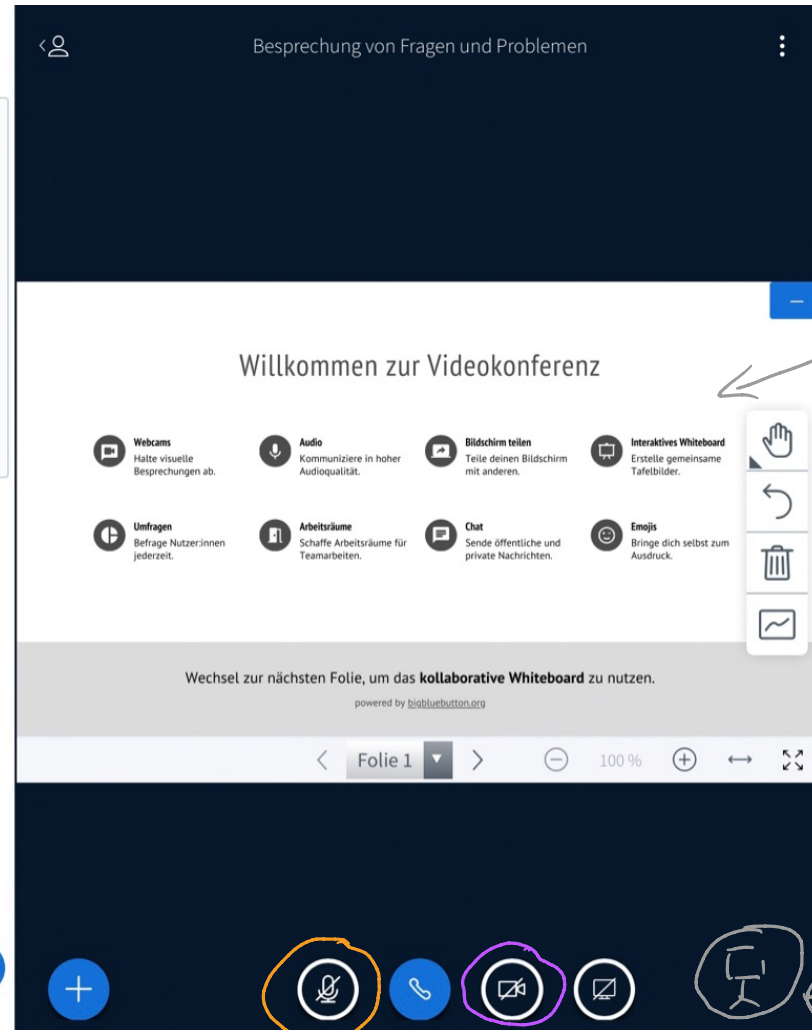 Besprechung von Fragen und Problemen
Willkommen zur Videokonferenz
Webcams
Halte visuelle
Besprechungen ab.
Audio
Kommuniziere in hoher
Audioqualität.
Bildschirm teilen
Teile deinen Bildschirm
mit anderen.
Interaktives Whiteboard
Erstelle gemeinsame
Tafelbilder.
Umfragen
Befrage Nutzer:innen
jederzeit.
Arbeitsräume
Schaffe Arbeitsräume für
Teamarbeiten.
Chat
Sende öffentliche und
private Nachrichten.
Emojis
Bringe dich selbst zum
Ausdruck.
Wechsel zur nächsten Folie, um das kollaborative Whiteboard zu nutzen.
powered by bigbluebutton.org
Folie 1
100 %